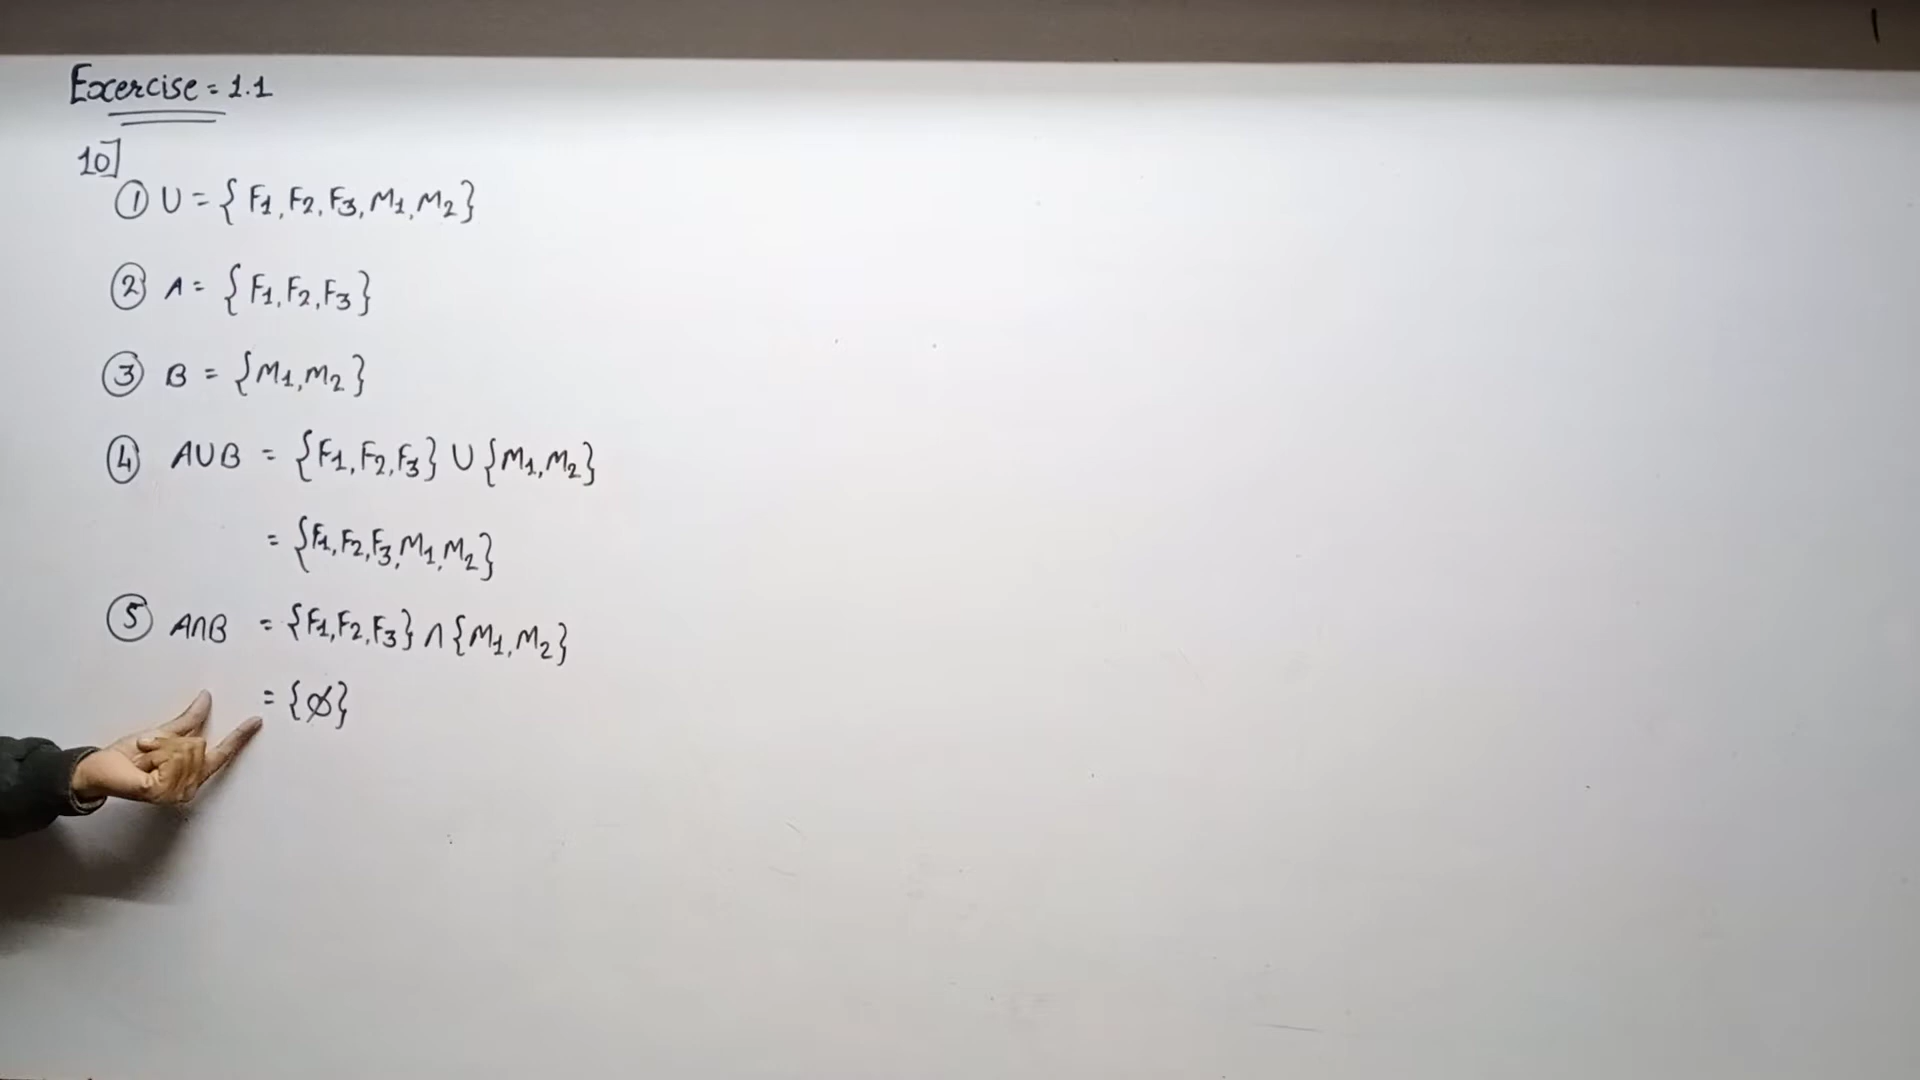 Excercise = 1.1
10]
① U = { F1, F2, F3, M1, M2 }
② A = { F1, F2, F3 }
③ B = { M1, M2 }
④ A∪B = { F1, F2, F3 } ∪ { M1, M2 }
= { F1, F2, F3, M1, M2 }
⑤ A∩B = { F1, F2, F3 } ∩ { M1, M2 }
= { ∅ }